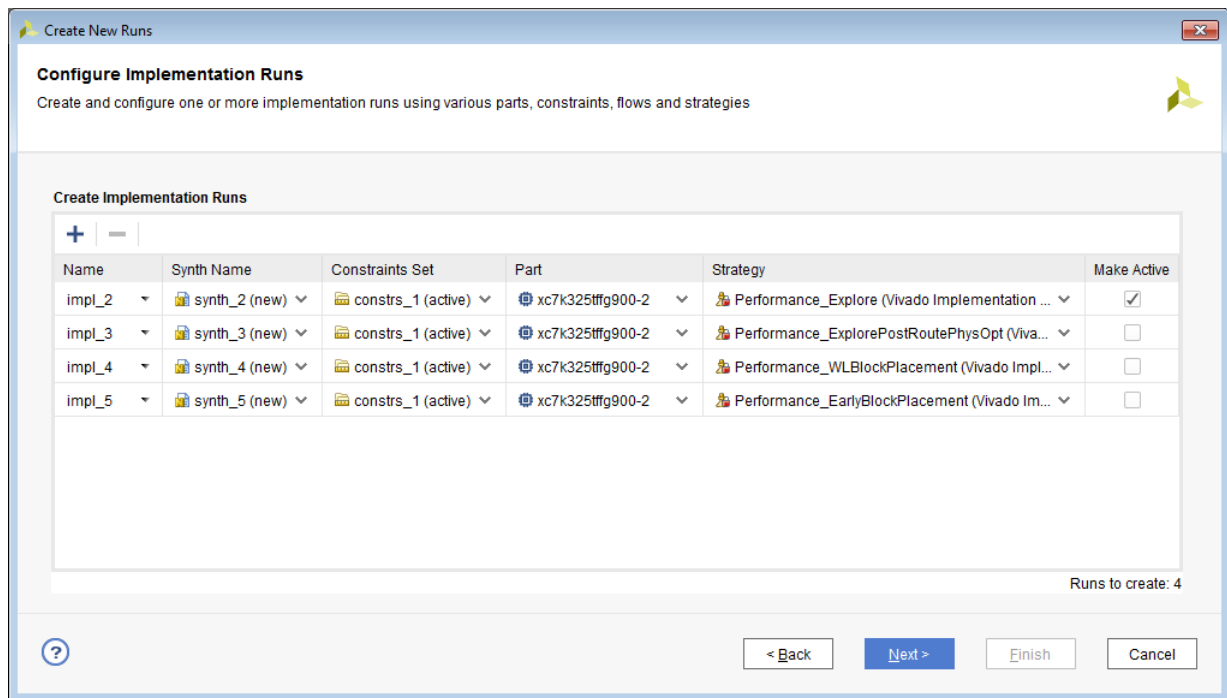 Create New Runs
Configure Implementation Runs
Create and configure one or more implementation runs using various parts, constraints, flows and strategies
Create Implementation Runs
Name Synth Name Constraints Set Part Strategy Make Active
impl_2 synth_2 (new) constrs_1 (active) xc7k325tffg900-2 Performance_Explore (Vivado Implementation ...
impl_3 synth_3 (new) constrs_1 (active) xc7k325tffg900-2 Performance_ExplorePostRoutePhysOpt (Viva...
impl_4 synth_4 (new) constrs_1 (active) xc7k325tffg900-2 Performance_WLBlockPlacement (Vivado Impl...
impl_5 synth_5 (new) constrs_1 (active) xc7k325tffg900-2 Performance_EarlyBlockPlacement (Vivado Im...
Runs to create: 4
? < Back Next > Finish Cancel